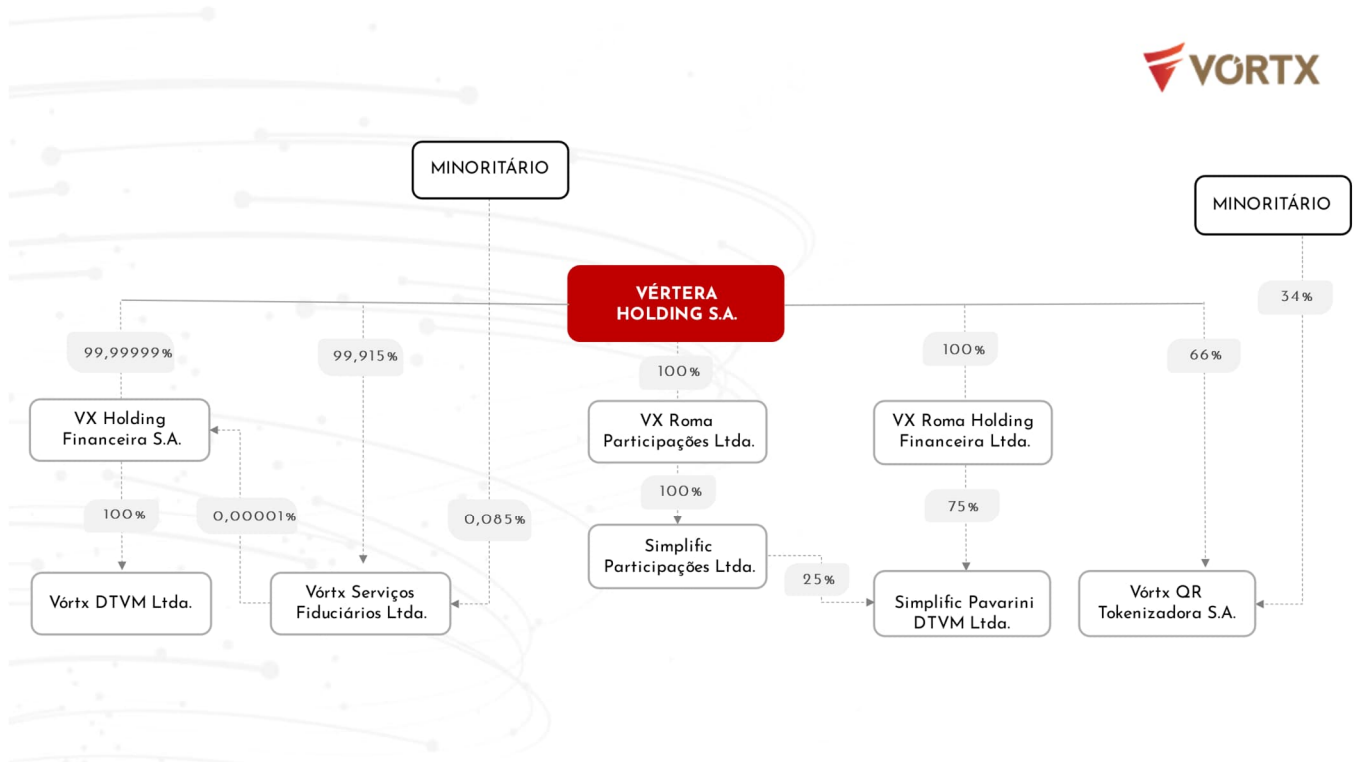 VÓRTX
MINORITÁRIO
MINORITÁRIO
VÉRTERA
HOLDING S.A.
34%
99,99999%
99,915%
100%
100%
66%
VX Holding
Financeira S.A.
VX Roma
Participações Ltda.
VX Roma Holding
Financeira Ltda.
100%
0,00001%
0,085%
100%
75%
Simplific
Participações Ltda.
25%
Vórtx DTVM Ltda.
Vórtx Serviços
Fiduciários Ltda.
Simplific Pavarini
DTVM Ltda.
Vórtx QR
Tokenizadora S.A.